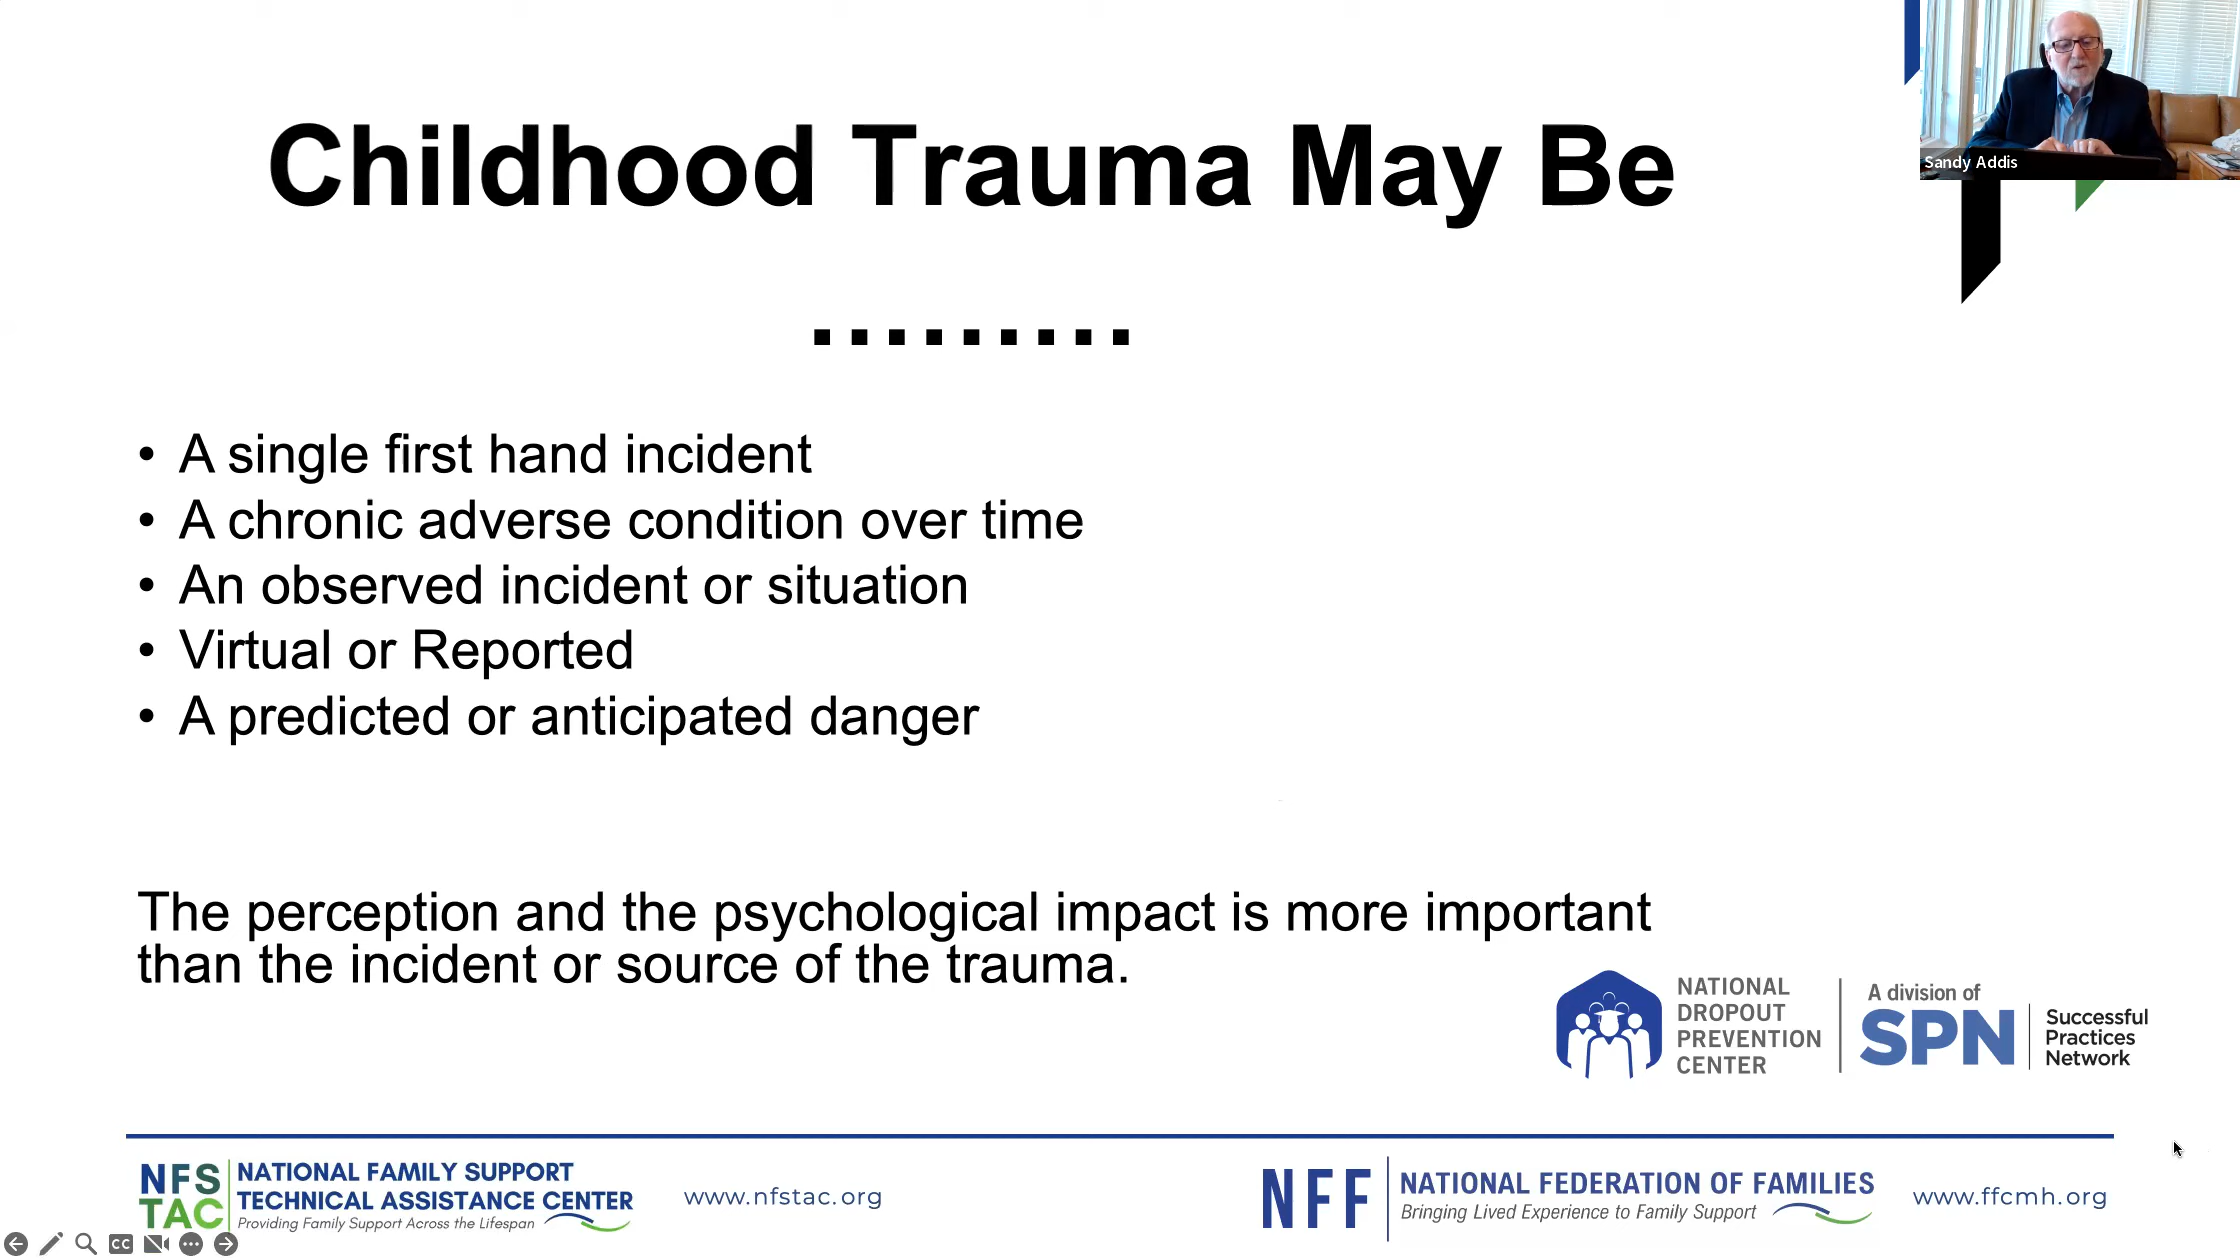 Sandy Addis
Childhood Trauma May Be
.........
• A single first hand incident
• A chronic adverse condition over time
• An observed incident or situation
• Virtual or Reported
• A predicted or anticipated danger
The perception and the psychological impact is more important
than the incident or source of the trauma.
NATIONAL
DROPOUT
PREVENTION
CENTER
A division of
SPN
Successful
Practices
Network
NFS
TAC
NATIONAL FAMILY SUPPORT
TECHNICAL ASSISTANCE CENTER
Providing Family Support Across the Lifespan
www.nfstac.org
NFF
NATIONAL FEDERATION OF FAMILIES
Bringing Lived Experience to Family Support
www.ffcmh.org
CC